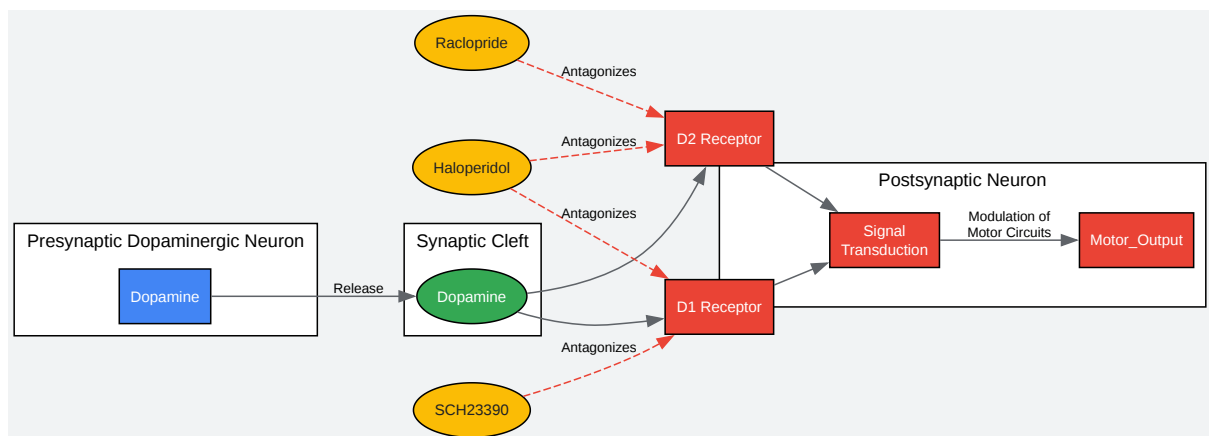 Raclopride
Antagonizes
D2 Receptor
Antagonizes
Haloperidol
Postsynaptic Neuron
Antagonizes
Modulation of
Motor Circuits
Signal
Transduction
Motor_Output
Presynaptic Dopaminergic Neuron
Synaptic Cleft
Dopamine
Release
Dopamine
D1 Receptor
Antagonizes
SCH23390